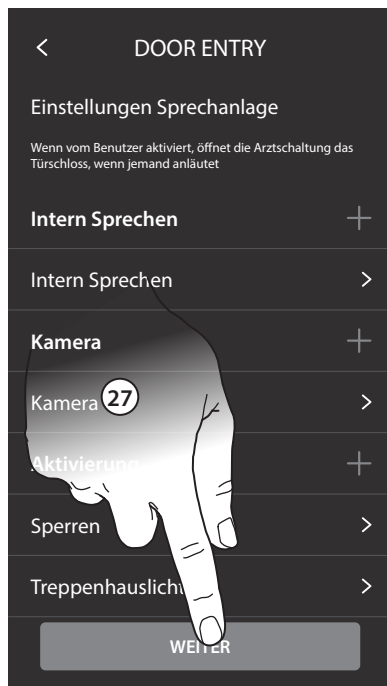 DOOR ENTRY
Einstellungen Sprechanlage
Wenn vom Benutzer aktiviert, öffnet die Arztschaltung das
Türschloss, wenn jemand anläutet
Intern Sprechen
Intern Sprechen
Kamera
Kamera 27
Aktivierung
Sperren
Treppenhauslicht
WEITER